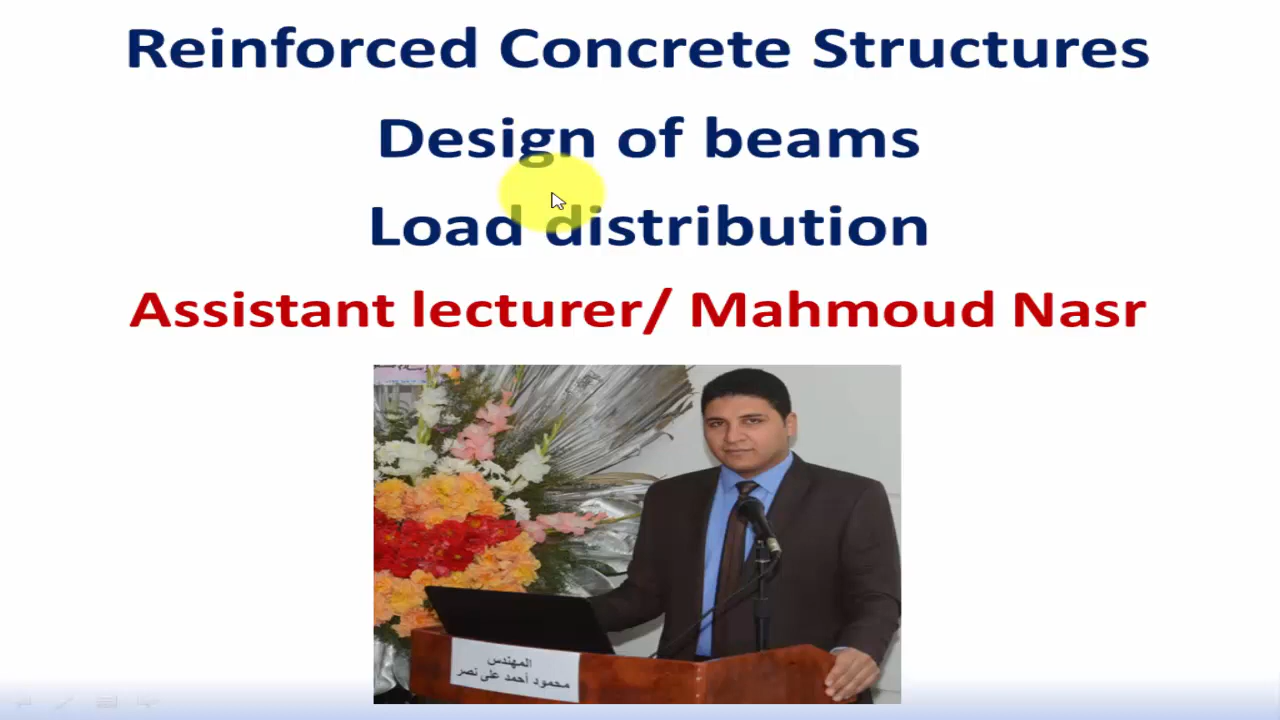 Reinforced Concrete Structures
Design of beams
Load distribution
Assistant lecturer/ Mahmoud Nasr
المهندس
محمود أحمد على نصر